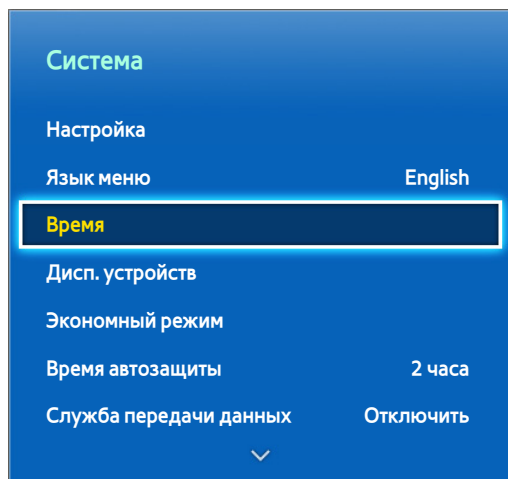 Система
Настройка
Язык меню English
Время
Дисп. устройств
Экономный режим
Время автозащиты 2 часа
Служба передачи данных Отключить